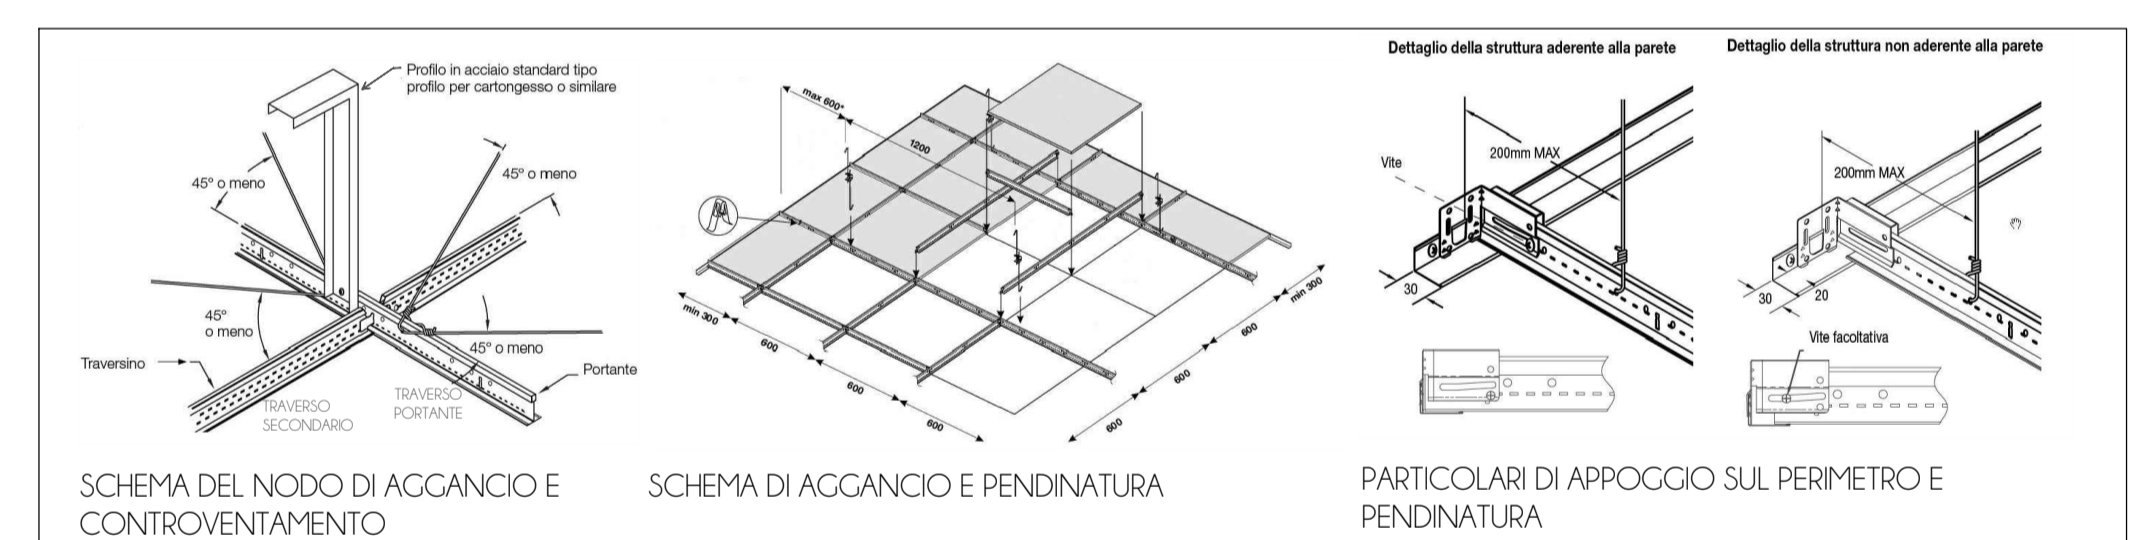 Profilo in acciaio standard tipo
profilo per cartongesso o similare
45° o meno
45° o meno
45°
o meno
45° o meno
Traversino
Portante
TRAVERSO
SECONDARIO
TRAVERSO
PORTANTE
SCHEMA DEL NODO DI AGGANCIO E
CONTROVENTAMENTO
max 600*
1200
min 300
600
600
600
600
600
600
min 300
SCHEMA DI AGGANCIO E PENDINATURA
Dettaglio della struttura aderente alla parete
Vite
200mm MAX
30
Dettaglio della struttura non aderente alla parete
200mm MAX
30
20
Vite facoltativa
PARTICOLARI DI APPOGGIO SUL PERIMETRO E
PENDINATURA